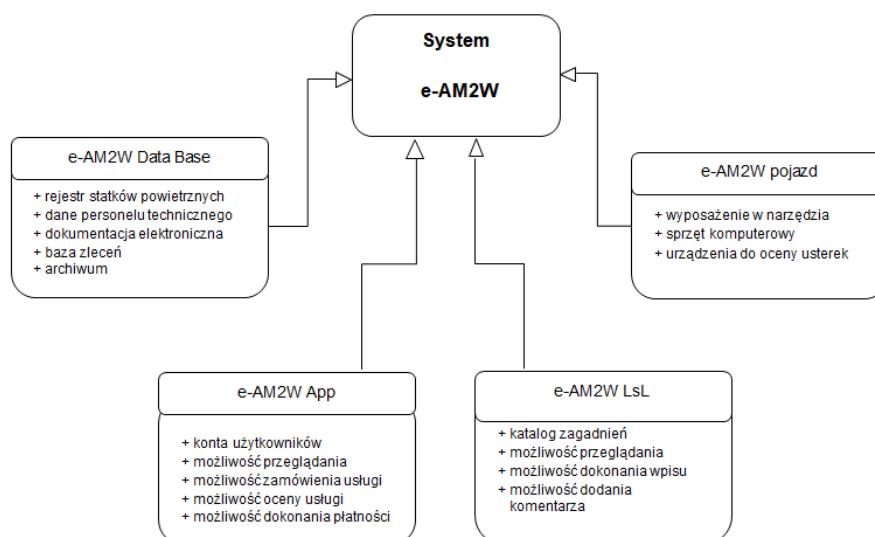 System
e-AM2W
e-AM2W Data Base
+ rejestr statków powietrznych
+ dane personelu technicznego
+ dokumentacja elektroniczna
+ baza zleceń
+ archiwum
e-AM2W pojazd
+ wyposażenie w narzędzia
+ sprzęt komputerowy
+ urządzenia do oceny usterek
e-AM2W App
+ konta użytkowników
+ możliwość przeglądania
+ możliwość zamówienia usługi
+ możliwość oceny usługi
+ możliwość dokonania płatności
e-AM2W LsL
+ katalog zagadnień
+ możliwość przeglądania
+ możliwość dokonania wpisu
+ możliwość dodania
komentarza